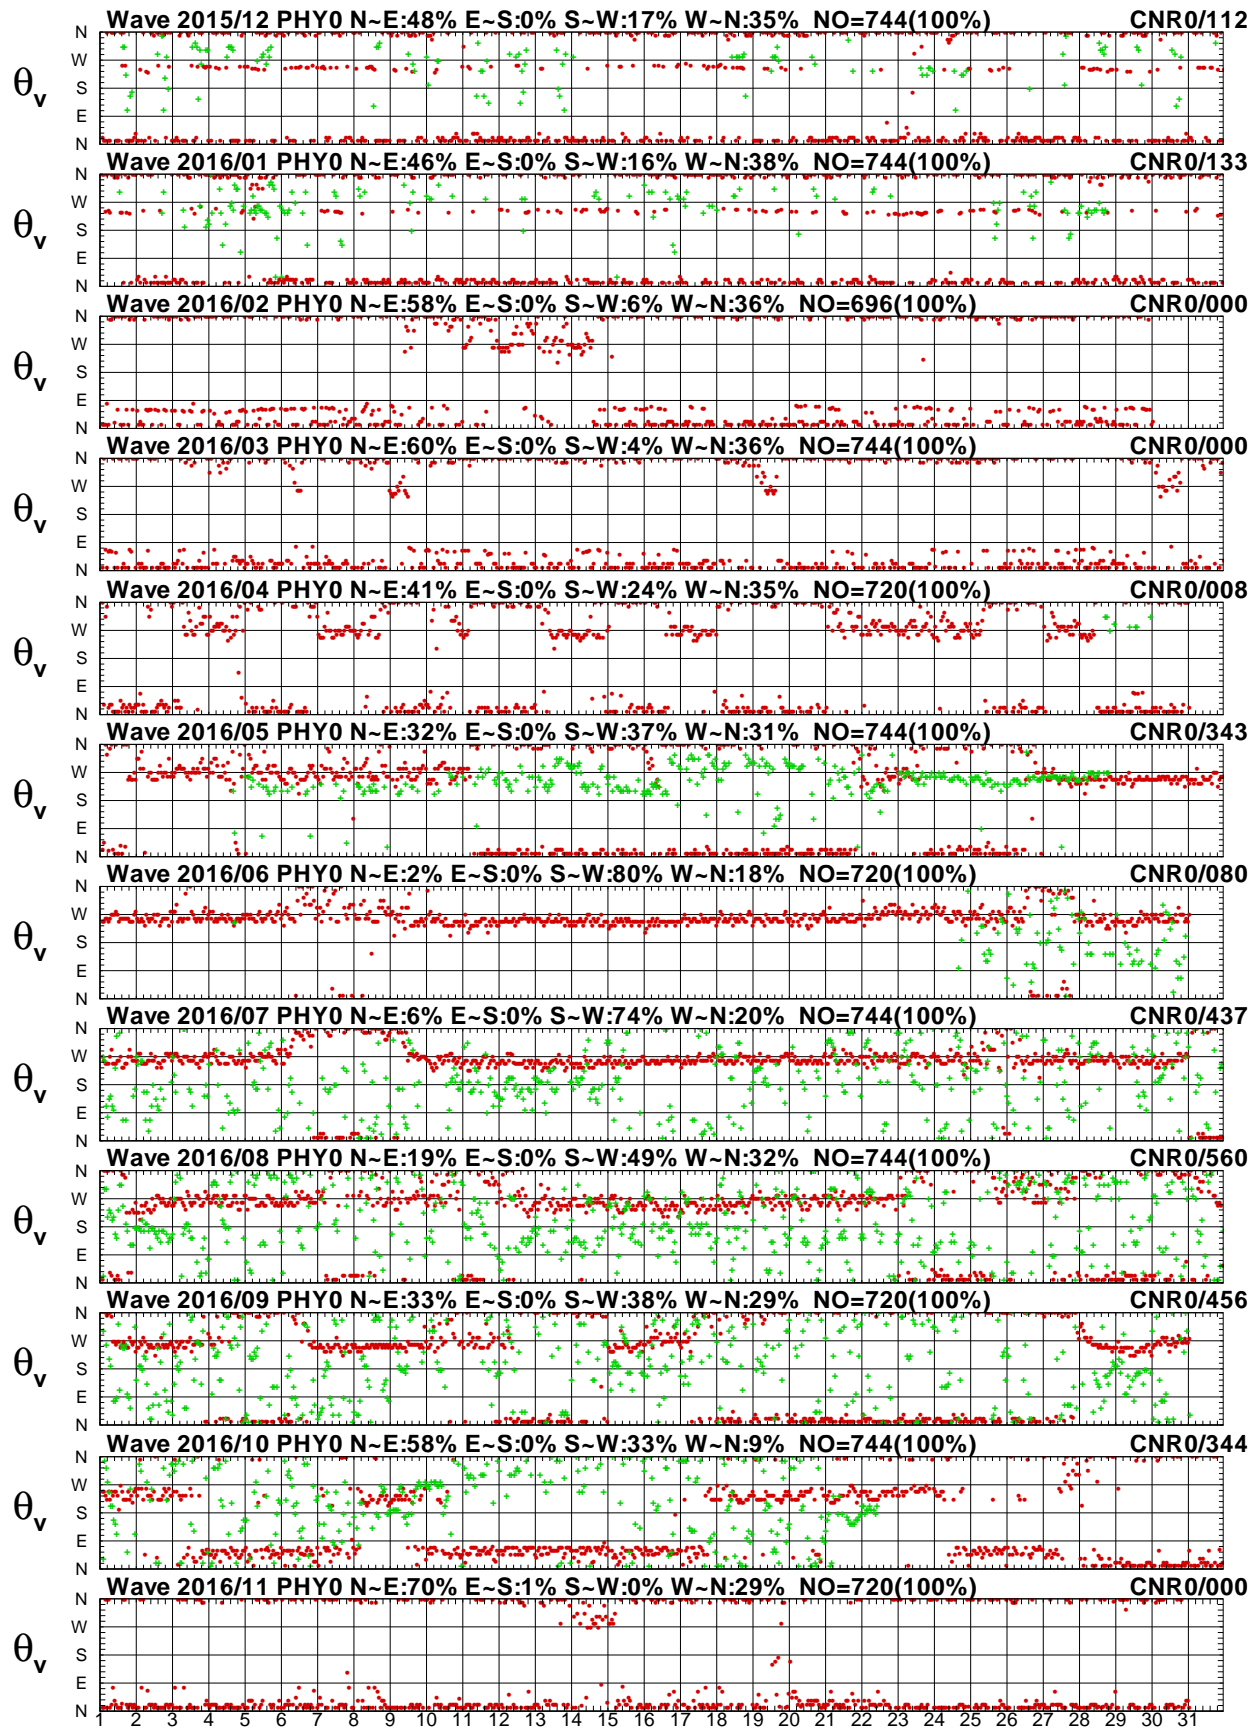 Wave 2015/12 PHY0 N~E:48% E~S:0% S~W:17% W~N:35% NO=744(100%) CNR0/112
N
W
θv S
E
N
Wave 2016/01 PHY0 N~E:46% E~S:0% S~W:16% W~N:38% NO=744(100%) CNR0/133
N
W
θv S
E
N
Wave 2016/02 PHY0 N~E:58% E~S:0% S~W:6% W~N:36% NO=696(100%) CNR0/000
N
W
θv S
E
N
Wave 2016/03 PHY0 N~E:60% E~S:0% S~W:4% W~N:36% NO=744(100%) CNR0/000
N
W
θv S
E
N
Wave 2016/04 PHY0 N~E:41% E~S:0% S~W:24% W~N:35% NO=720(100%) CNR0/008
N
W
θv S
E
N
Wave 2016/05 PHY0 N~E:32% E~S:0% S~W:37% W~N:31% NO=744(100%) CNR0/343
N
W
θv S
E
N
Wave 2016/06 PHY0 N~E:2% E~S:0% S~W:80% W~N:18% NO=720(100%) CNR0/080
N
W
θv S
E
N
Wave 2016/07 PHY0 N~E:6% E~S:0% S~W:74% W~N:20% NO=744(100%) CNR0/437
N
W
θv S
E
N
Wave 2016/08 PHY0 N~E:19% E~S:0% S~W:49% W~N:32% NO=744(100%) CNR0/560
N
W
θv S
E
N
Wave 2016/09 PHY0 N~E:33% E~S:0% S~W:38% W~N:29% NO=720(100%) CNR0/456
N
W
θv S
E
N
Wave 2016/10 PHY0 N~E:58% E~S:0% S~W:33% W~N:9% NO=744(100%) CNR0/344
N
W
θv S
E
N
Wave 2016/11 PHY0 N~E:70% E~S:1% S~W:0% W~N:29% NO=720(100%) CNR0/000
N
W
θv S
E
N
1 2 3 4 5 6 7 8 9 10 11 12 13 14 15 16 17 18 19 20 21 22 23 24 25 26 27 28 29 30 31